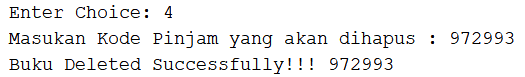 Enter Choice: 4
Masukan Kode Pinjam yang akan dihapus : 972993
Buku Deleted Successfully!!! 972993